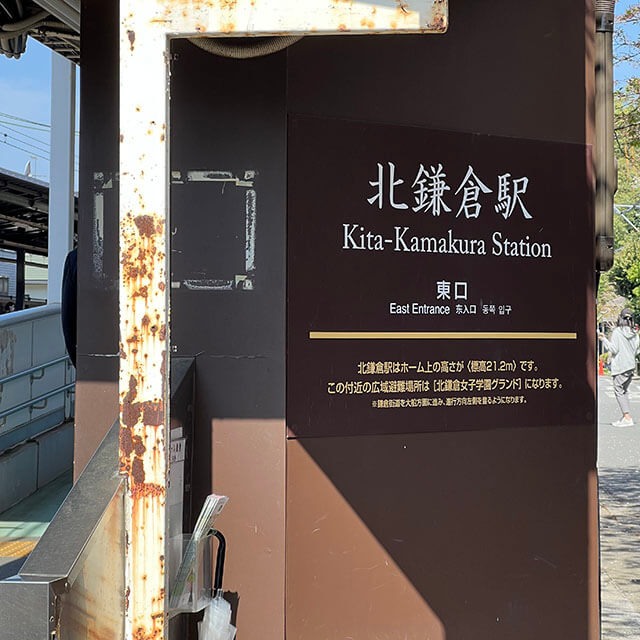 北鎌倉駅
Kita-Kamakura Station
東口
East Entrance 东入口 동쪽 입구
北鎌倉駅はホーム上の高さが〈標高21.2m〉です。
この付近の広域避難場所は［北鎌倉女子学園グランド］になります。
※鎌倉街道を大船方面に進み、進行方向左側を登るようになります。